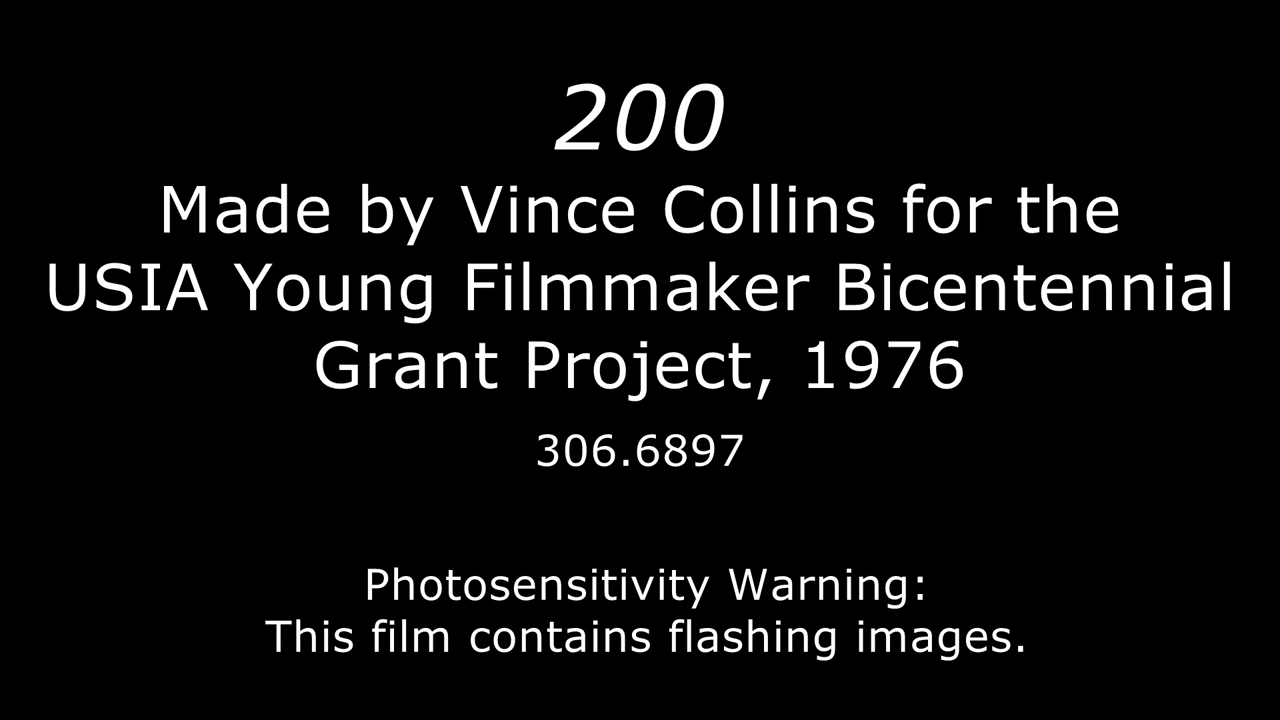 200
Made by Vince Collins for the
USIA Young Filmmaker Bicentennial
Grant Project, 1976
306.6897
Photosensitivity Warning:
This film contains flashing images.